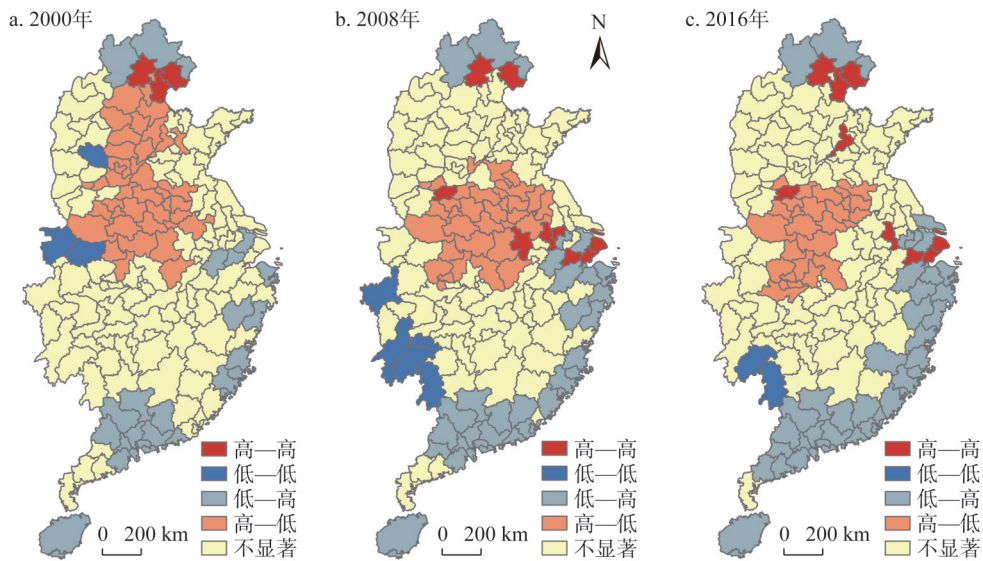 a. 2000年
b. 2008年
N
c. 2016年
高—高
低—低
低—高
高—低
不显著
0 200 km
高—高
低—低
低—高
高—低
不显著
0 200 km
高—高
低—低
低—高
高—低
不显著
0 200 km